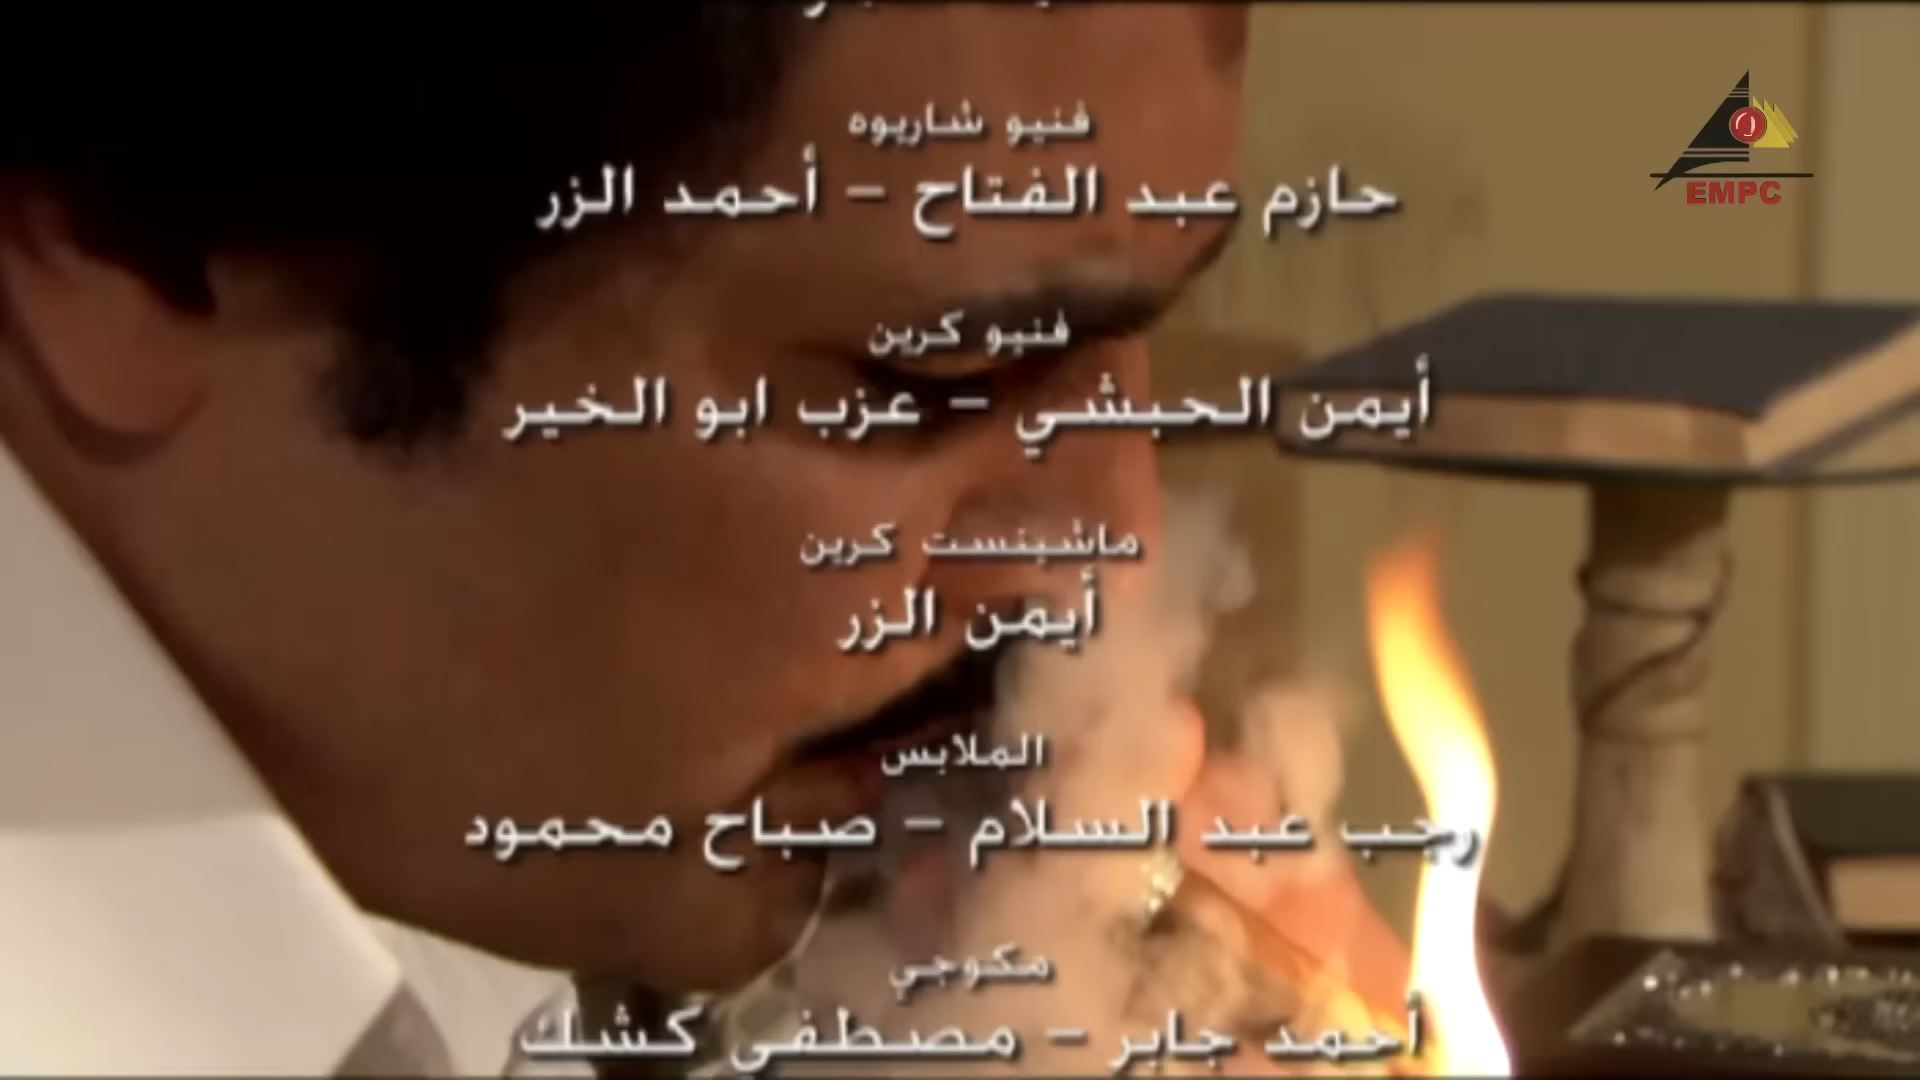 فنيو شاريوه
حازم عبد الفتاح - أحمد الزر
EMPC
فنيو كرين
أيمن الحبشي - عزب ابو الخير
ماشينست كرين
أيمن الزر
الملابس
رجب عبد السلام - صباح محمود
مكوجي
أحمد جابر - مصطفي كشك